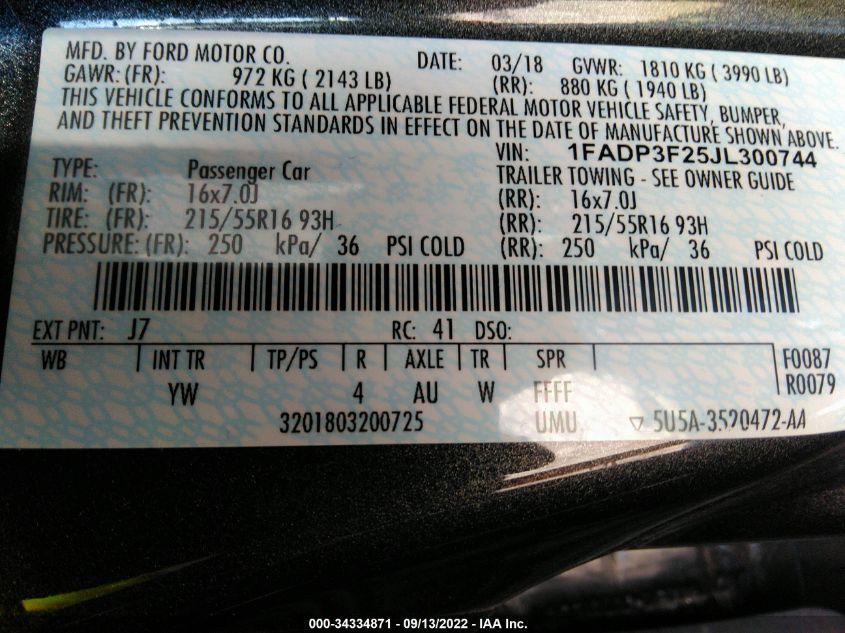 MFD. BY FORD MOTOR CO. DATE: 03/18 GVWR: 1810 KG ( 3990 LB)
GAWR: (FR): 972 KG ( 2143 LB) (RR): 880 KG ( 1940 LB)
THIS VEHICLE CONFORMS TO ALL APPLICABLE FEDERAL MOTOR VEHICLE SAFETY, BUMPER,
AND THEFT PREVENTION STANDARDS IN EFFECT ON THE DATE OF MANUFACTURE SHOWN ABOVE.
VIN: 1FADP3F25JL300744
TYPE: Passenger Car TRAILER TOWING - SEE OWNER GUIDE
RIM: (FR): 16x7.0J (RR): 16x7.0J
TIRE: (FR): 215/55R16 93H (RR): 215/55R16 93H
PRESSURE: (FR): 250 kPa/ 36 PSI COLD (RR): 250 kPa/ 36 PSI COLD
EXT PNT: J7 RC: 41 DSO:
WB INT TR TP/PS R AXLE TR SPR F0087
YW 4 AU W FFFF R0079
3201803200725 UMU ▽ 5U5A-3520472-AA
000-34334871 - 09/13/2022 - IAA Inc.